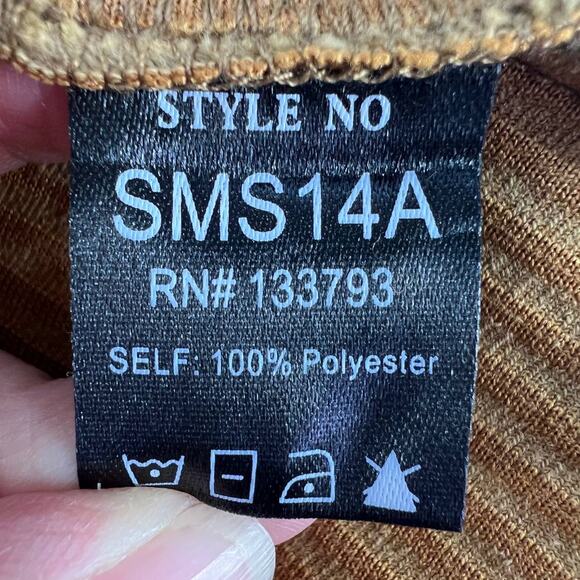 STYLE NO
SMS14A
RN# 133793
SELF: 100% Polyester